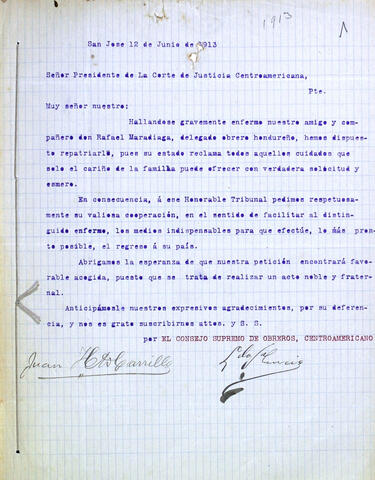 1913
1
San Jose 12 de Junio de 1913
Señor Presidente de La Corte de Justicia Centroamericana,
Pte.
Muy señor nuestro;
Hallandose gravemente enfermo nuestro amigo y com-
pañero don Rafael Maradiaga, delegado obrero hondureño, hemos dispues-
to repatriarlo, pues su estado reclama todos aquellos cuidados que
solo el cariño de la familia puede ofrecer con verdadera solicitud y
esmero.
En consecuencia, á ese Honorable Tribunal pedimos respetuosa-
mente su valiosa cooperación, en el sentido de facilitar al distin-
guido enfermo, los medios indispensables para que efectúe, lo más pron-
to posible, el regreso á su país.
Abrigamos la esperanza de que nuestra petición encontrará favo-
rable acogida, puesto que se trata de realizar un acto noble y frater-
nal.
Anticipámosle nuestros expresivos agradecimientos, por su deferen-
cia, y nos es grato suscribirnos attos. y S. S.
por EL CONSEJO SUPREMO DE OBREROS, CENTROAMERICANO
Juan Carrillo